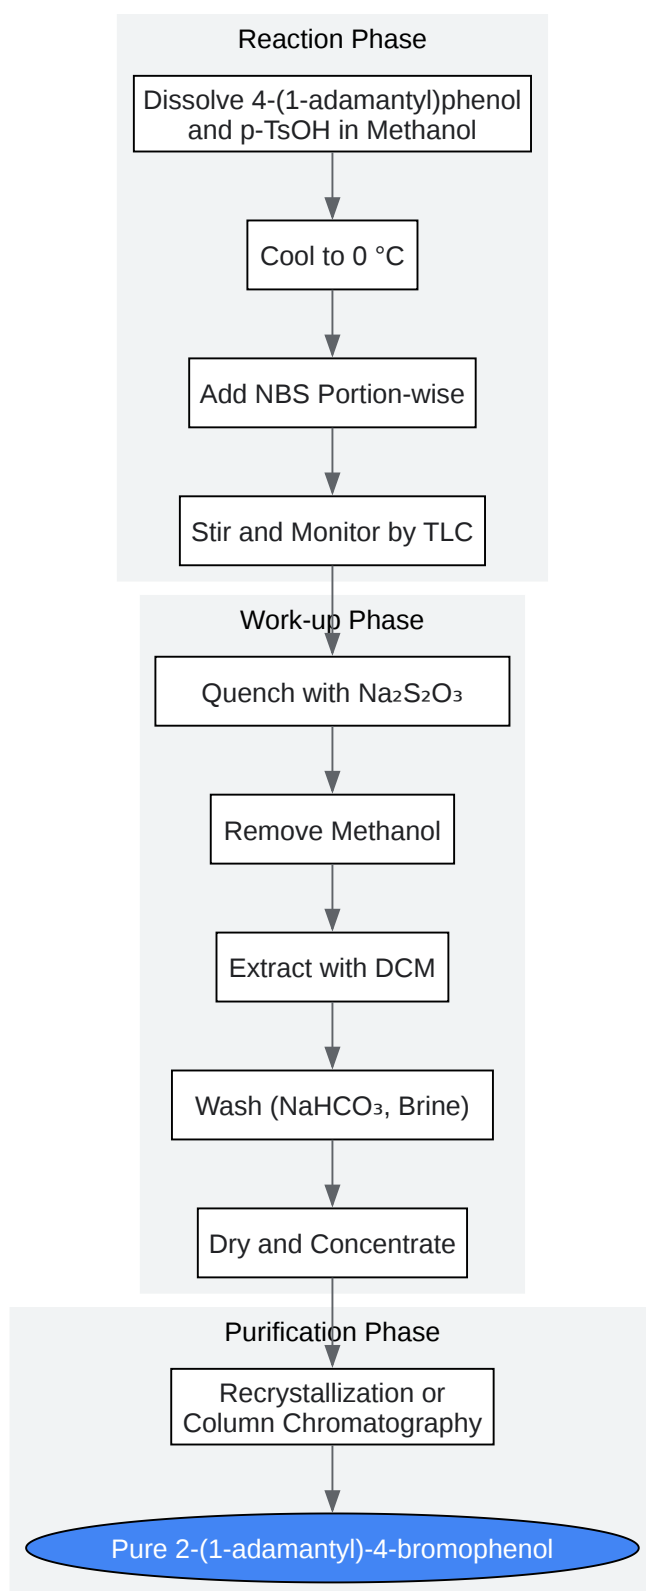 Reaction Phase
Dissolve 4-(1-adamantyl)phenol
and p-TsOH in Methanol
Cool to 0 °C
Add NBS Portion-wise
Stir and Monitor by TLC
Work-up Phase
Quench with Na₂S₂O₃
Remove Methanol
Extract with DCM
Wash (NaHCO₃, Brine)
Dry and Concentrate
Purification Phase
Recrystallization or
Column Chromatography
Pure 2-(1-adamantyl)-4-bromophenol